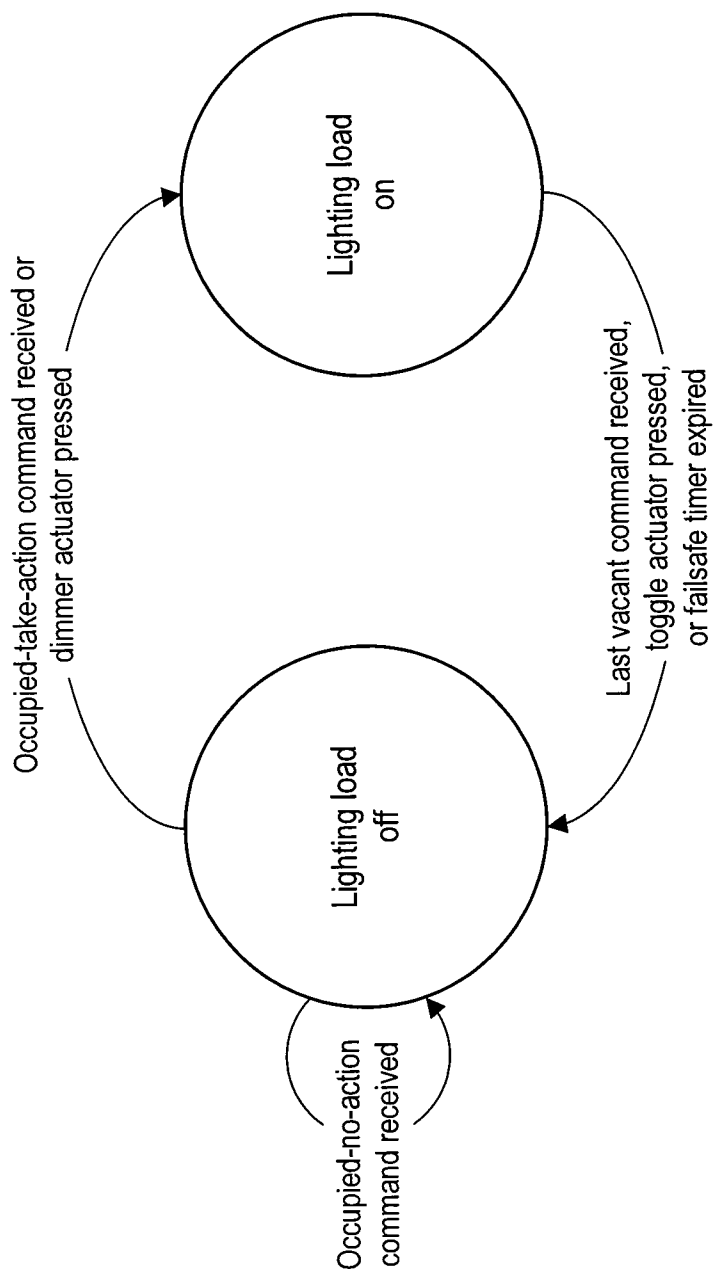 Occupied-take-action command received or
dimmer actuator pressed
Occupied-no-action
command received
Lighting load
off
Lighting load
on
Last vacant command received,
toggle actuator pressed,
or failsafe timer expired